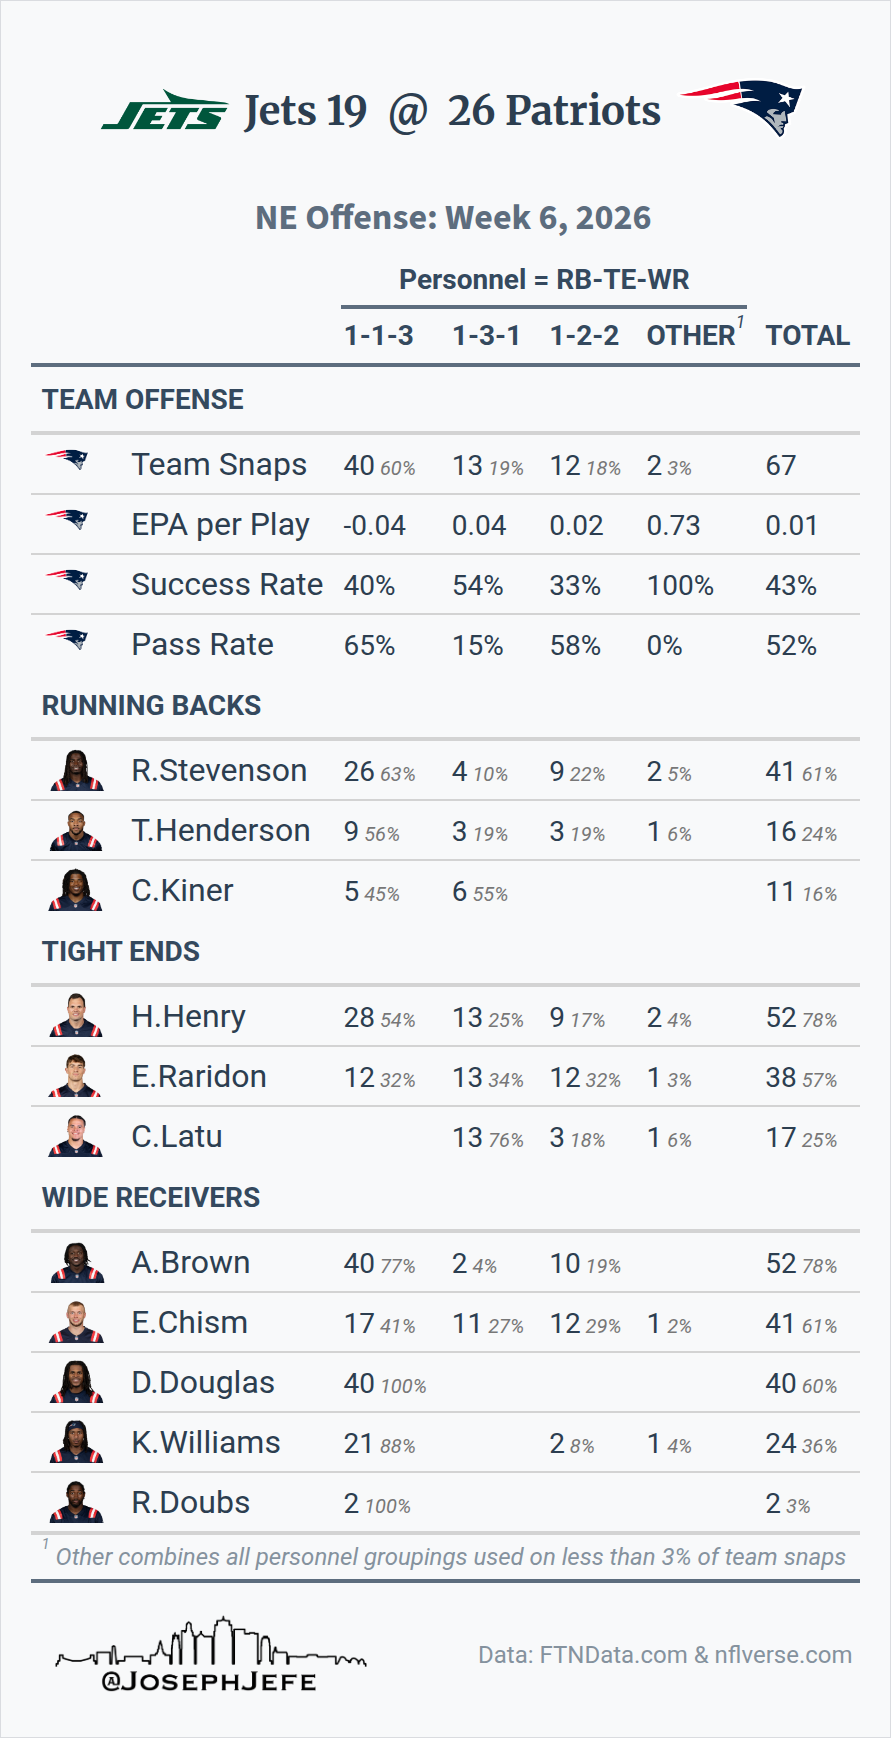 JETS Jets 19 @ 26 Patriots
NE Offense: Week 6, 2026
Personnel = RB-TE-WR
1-1-3 1-3-1 1-2-2 OTHER1 TOTAL
TEAM OFFENSE
Team Snaps 40 60% 13 19% 12 18% 2 3% 67
EPA per Play -0.04 0.04 0.02 0.73 0.01
Success Rate 40% 54% 33% 100% 43%
Pass Rate 65% 15% 58% 0% 52%
RUNNING BACKS
R.Stevenson 26 63% 4 10% 9 22% 2 5% 41 61%
T.Henderson 9 56% 3 19% 3 19% 1 6% 16 24%
C.Kiner 5 45% 6 55% 11 16%
TIGHT ENDS
H.Henry 28 54% 13 25% 9 17% 2 4% 52 78%
E.Raridon 12 32% 13 34% 12 32% 1 3% 38 57%
C.Latu 13 76% 3 18% 1 6% 17 25%
WIDE RECEIVERS
A.Brown 40 77% 2 4% 10 19% 52 78%
E.Chism 17 41% 11 27% 12 29% 1 2% 41 61%
D.Douglas 40 100% 40 60%
K.Williams 21 88% 2 8% 1 4% 24 36%
R.Doubs 2 100% 2 3%
1 Other combines all personnel groupings used on less than 3% of team snaps
@JOSEPHJEFE
Data: FTNData.com & nflverse.com